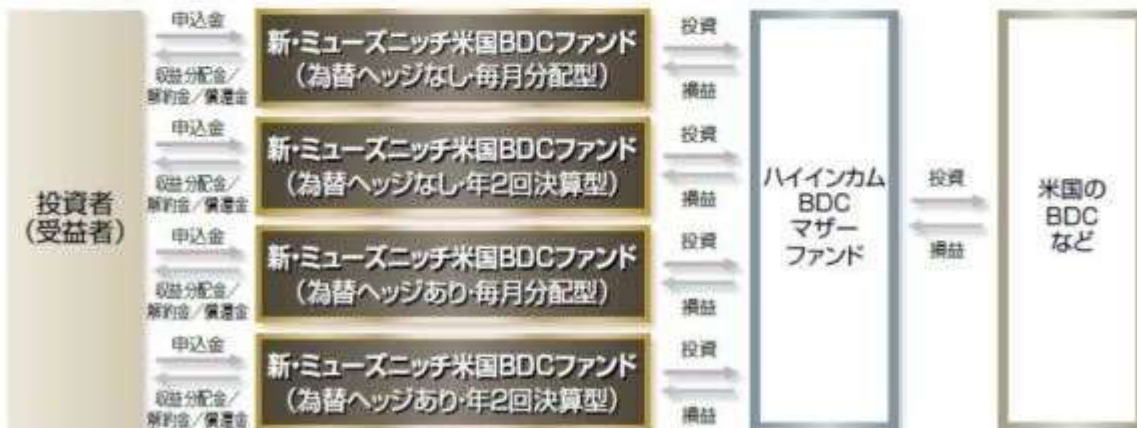 投資者
(受益者)
申込金
収益分配金/
解約金/償還金
新・ミューズニッチ米国BDCファンド
(為替ヘッジなし・毎月分配型)
投資
損益
申込金
収益分配金/
解約金/償還金
新・ミューズニッチ米国BDCファンド
(為替ヘッジなし・年2回決算型)
投資
損益
申込金
収益分配金/
解約金/償還金
新・ミューズニッチ米国BDCファンド
(為替ヘッジあり・毎月分配型)
投資
損益
申込金
収益分配金/
解約金/償還金
新・ミューズニッチ米国BDCファンド
(為替ヘッジあり・年2回決算型)
投資
損益
ハイインカム
BDC
マザー
ファンド
投資
損益
米国の
BDC
など